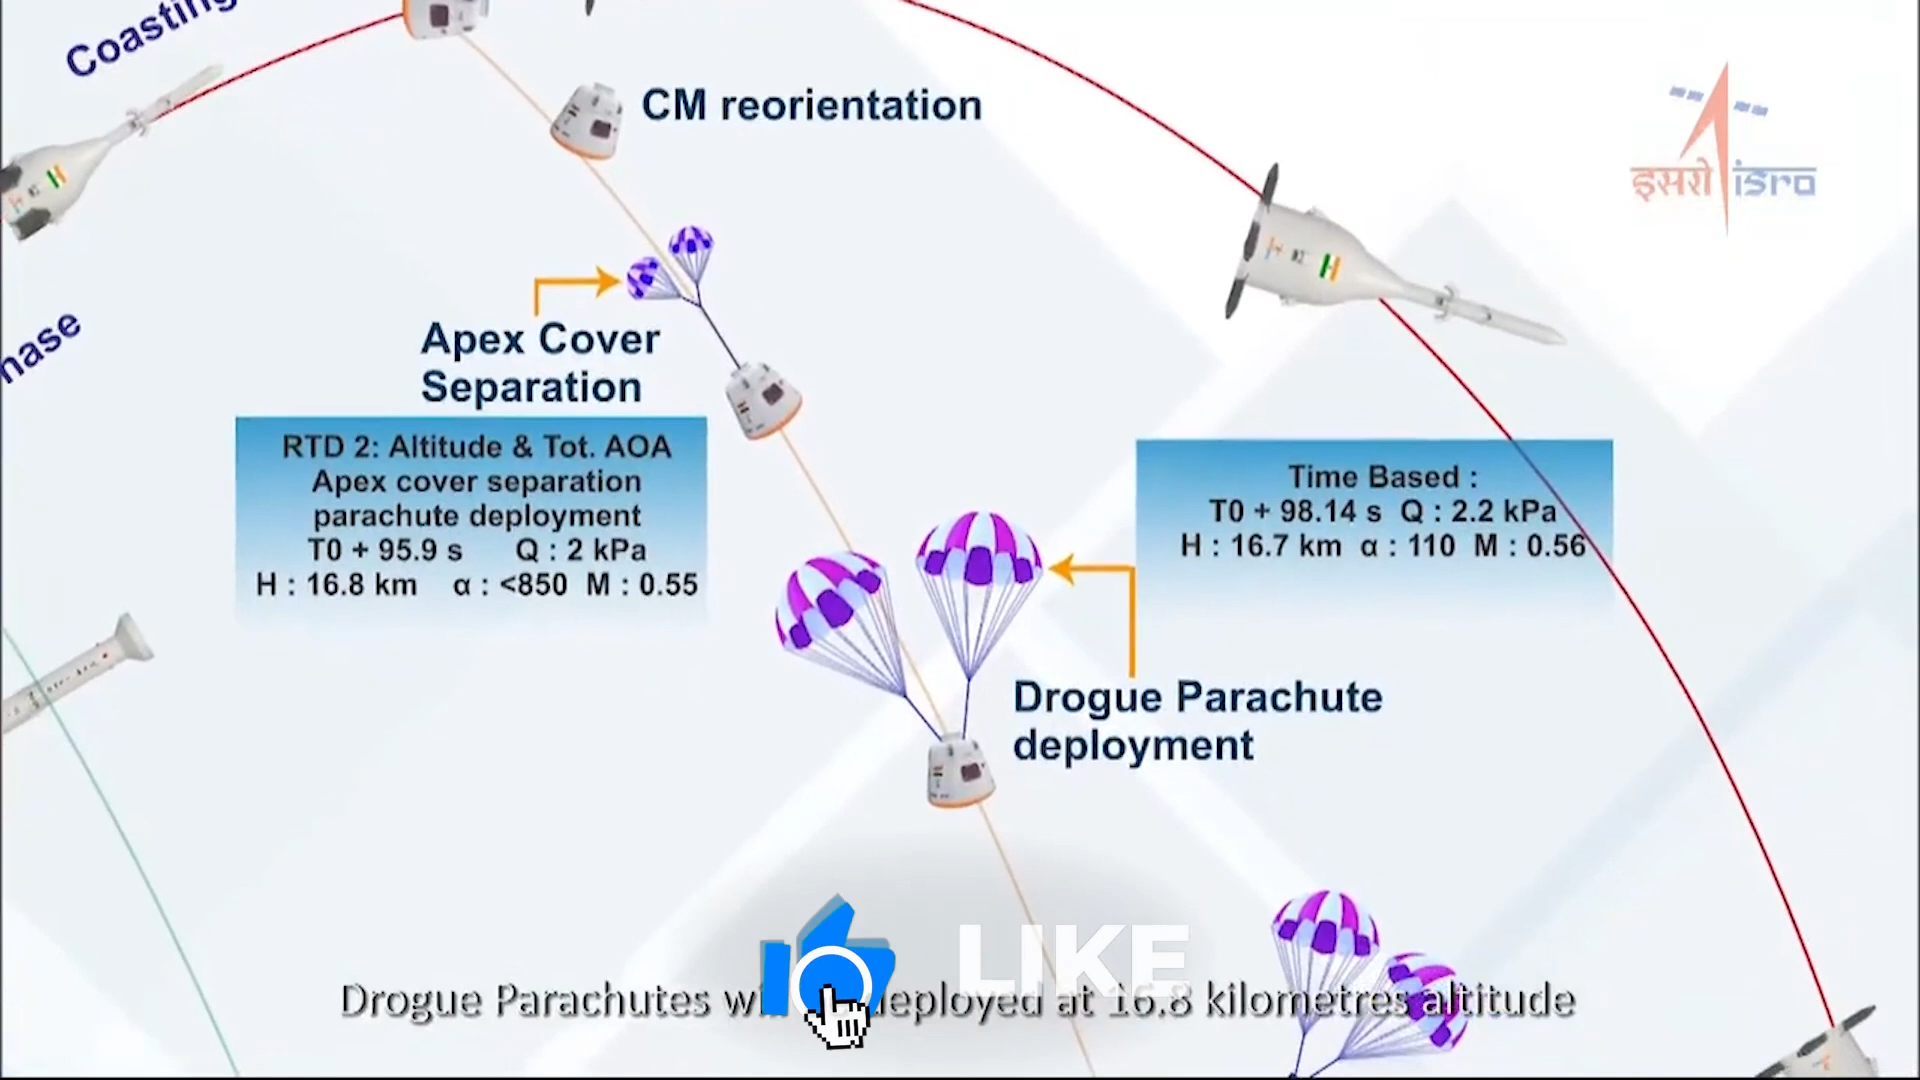 Coasting
CM reorientation
इसरो isro
hase
Apex Cover
Separation
RTD 2: Altitude & Tot. AOA
Apex cover separation
parachute deployment
T0 + 95.9 s Q : 2 kPa
H : 16.8 km α : <850 M : 0.55
Time Based :
T0 + 98.14 s Q : 2.2 kPa
H : 16.7 km α : 110 M : 0.56
Drogue Parachute
deployment
LIKE
Drogue Parachutes deployed at 16.8 kilometres altitude